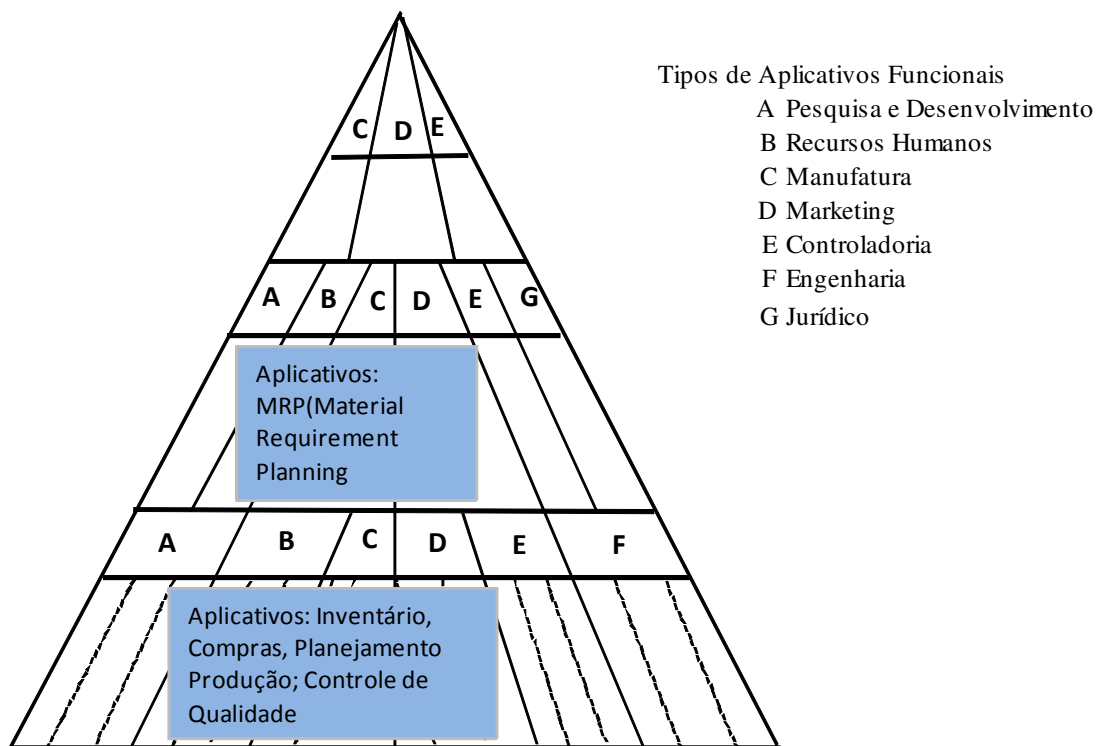 Tipos de Aplicativos Funcionais
A Pesquisa e Desenvolvimento
B Recursos Humanos
C Manufatura
D Marketing
E Controladoria
F Engenharia
G Jurídico
C D E
A B C D E G
Aplicativos:
MRP(Material
Requirement
Planning
A B C D E F
Aplicativos: Inventário,
Compras, Planejamento
Produção; Controle de
Qualidade